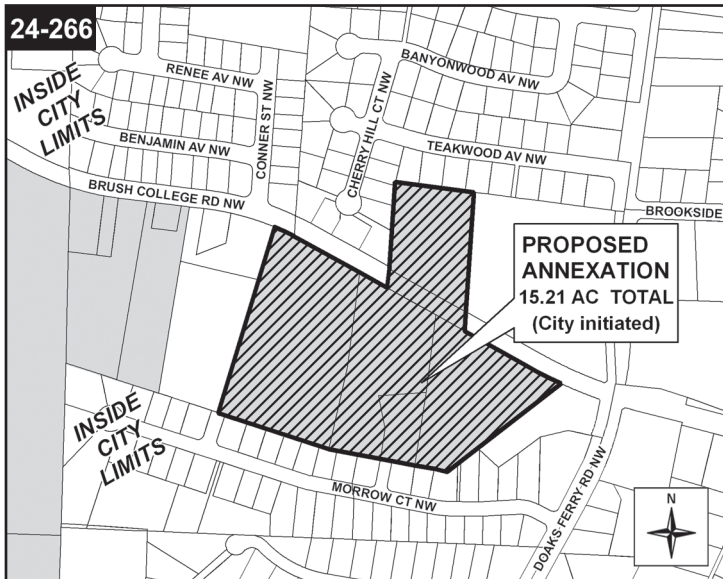 24-266
RENEE AV NW
BANYONWOOD AV NW
INSIDE
CITY
LIMITS
CONNER ST NW
CHERRY HILL CT NW
BENJAMIN AV NW
TEAKWOOD AV NW
BRUSH COLLEGE RD NW
BROOKSIDE
PROPOSED
ANNEXATION
15.21 AC TOTAL
(City initiated)
INSIDE
CITY
LIMITS
MORROW CT NW
DOAKS FERRY RD NW
N